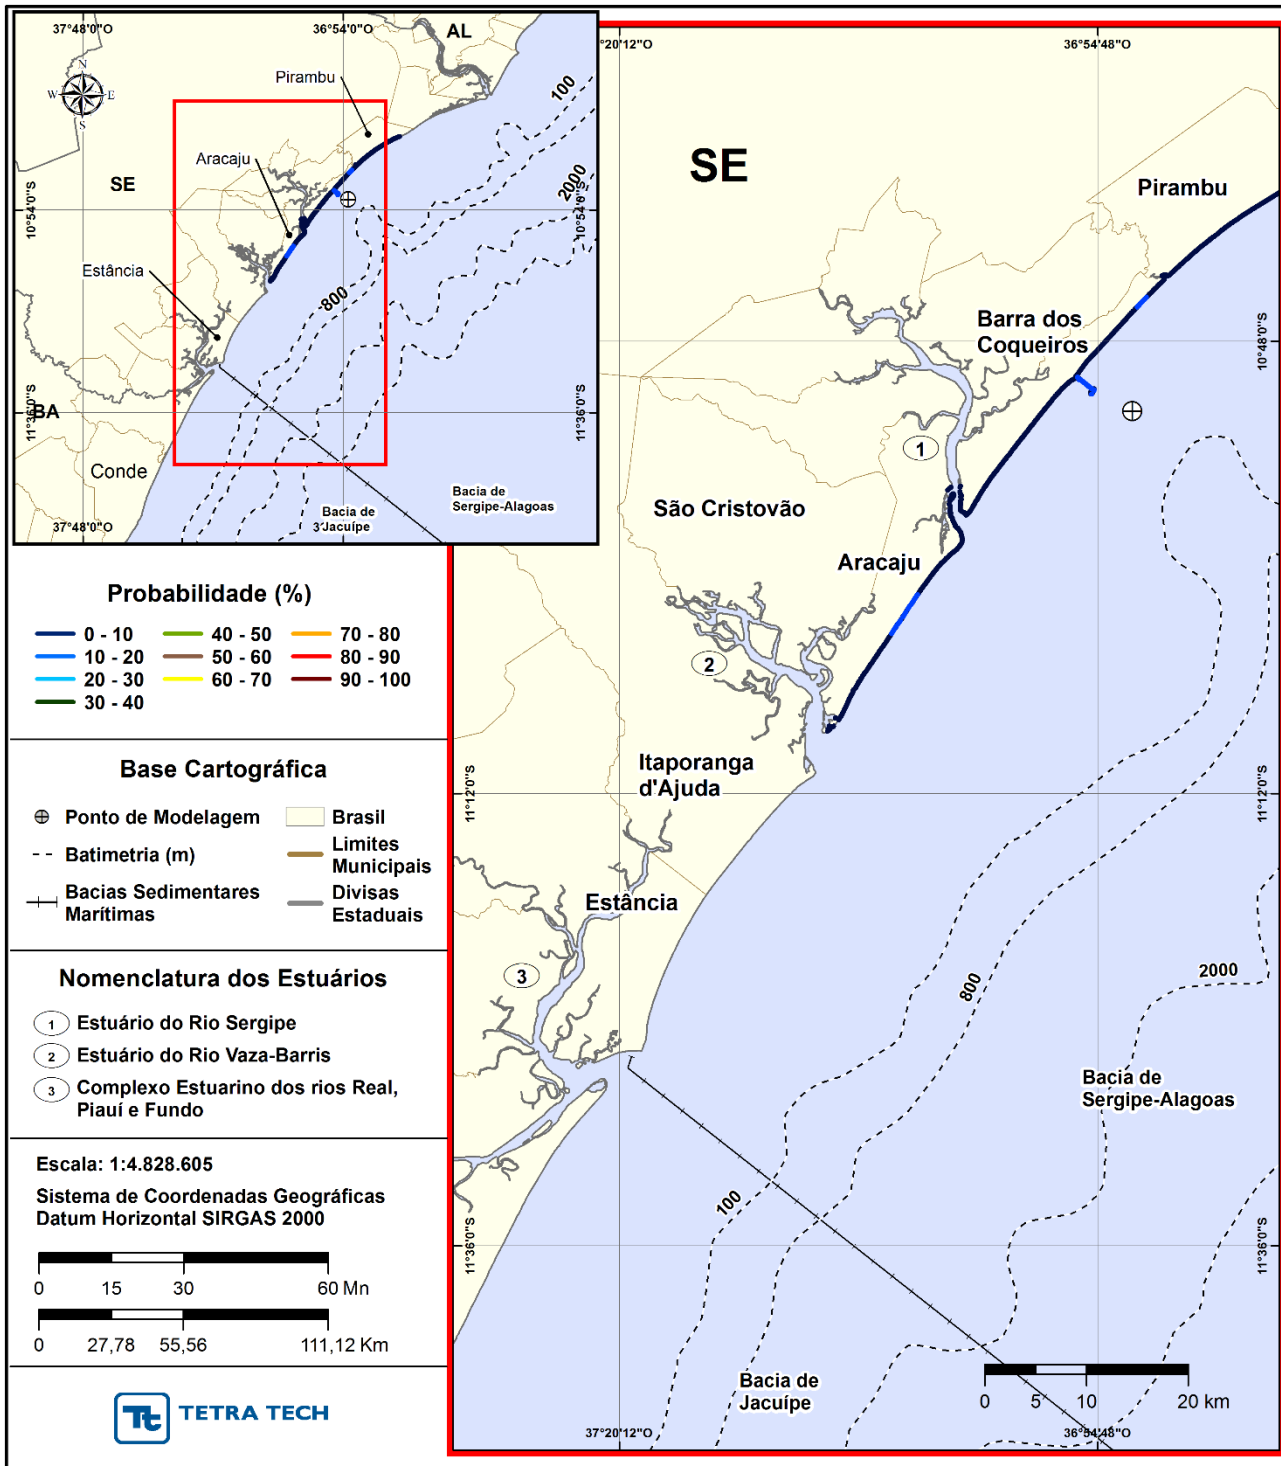 37°48'0"O
36°54'0"O
AL
Pirambu
100
N
W
E
S
Aracaju
SE
2000
10°54'0"S
10°54'0"S
Estância
800
BA
11°36'0"S
11°36'0"S
Conde
Bacia de
Sergipe-Alagoas
Bacia de
Jacuípe
37°48'0"O
Probabilidade (%)
0 - 10
40 - 50
70 - 80
10 - 20
50 - 60
80 - 90
20 - 30
60 - 70
90 - 100
30 - 40
Base Cartográfica
Ponto de Modelagem
Brasil
Batimetria (m)
Limites
Municipais
Bacias Sedimentares
Marítimas
Divisas
Estaduais
Nomenclatura dos Estuários
1 Estuário do Rio Sergipe
2 Estuário do Rio Vaza-Barris
3 Complexo Estuarino dos rios Real,
Piauí e Fundo
Escala: 1:4.828.605
Sistema de Coordenadas Geográficas
Datum Horizontal SIRGAS 2000
0 15 30 60 Mn
0 27,78 55,56 111,12 Km
Tt TETRA TECH
°20'12"O
36°54'48"O
SE
Pirambu
Barra dos
Coqueiros
10°48'0"S
1
São Cristovão
Aracaju
2
Itaporanga
d'Ajuda
11°12'0"S
11°12'0"S
Estância
3
800
2000
Bacia de
Sergipe-Alagoas
100
11°36'0"S
11°36'0"S
Bacia de
Jacuípe
0 5 10 20 km
37°20'12"O
36°54'48"O